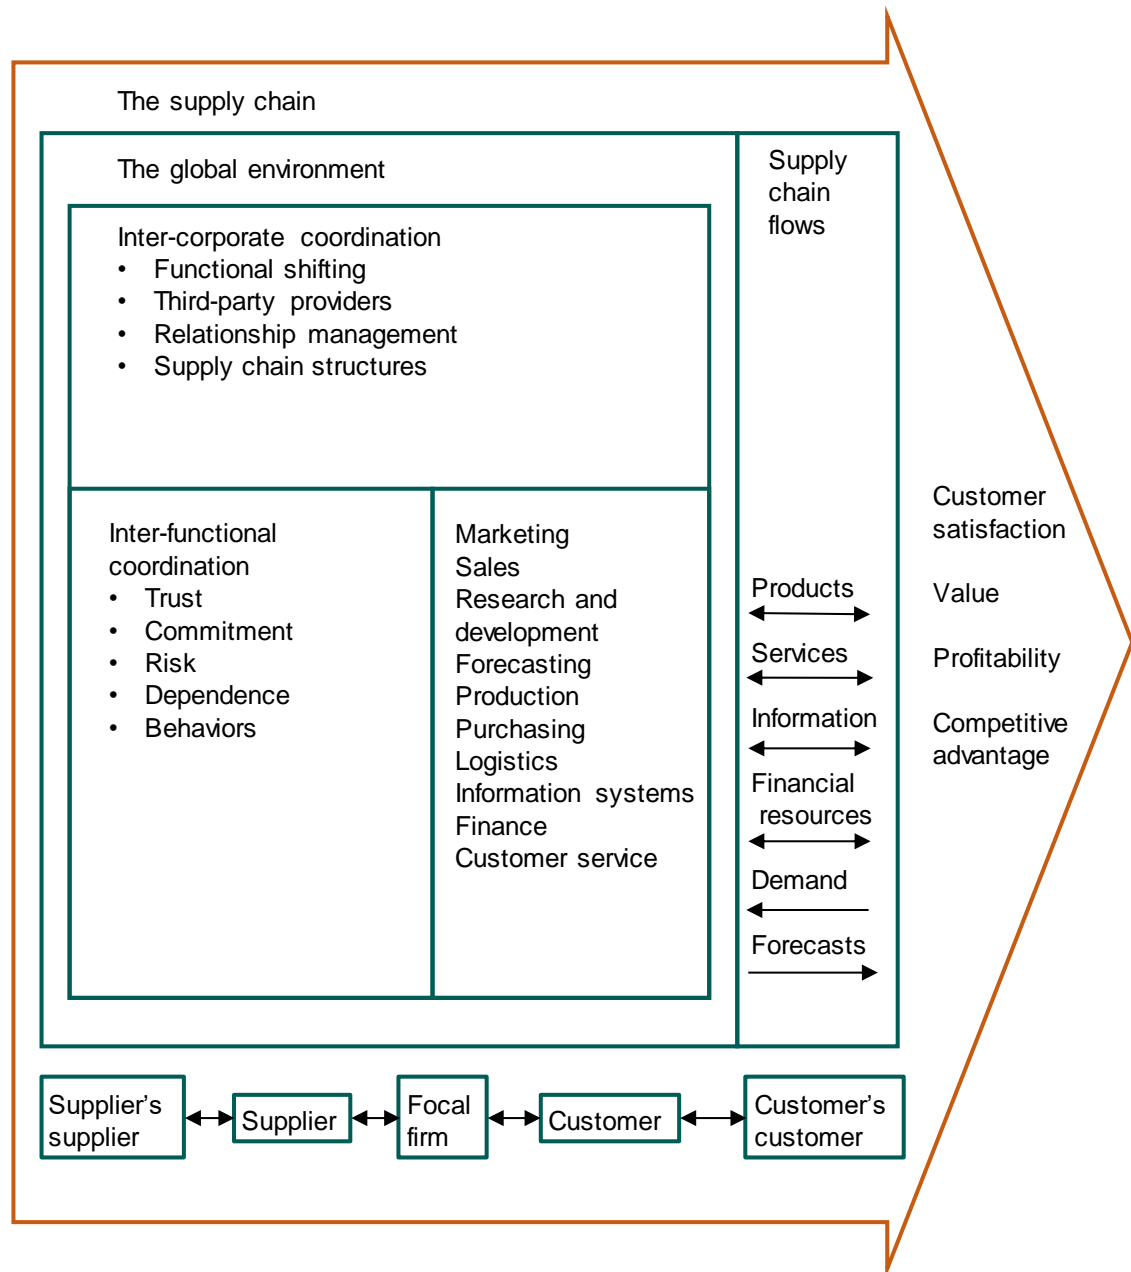 The supply chain
The global environment
Inter-corporate coordination
• Functional shifting
• Third-party providers
• Relationship management
• Supply chain structures
Inter-functional
coordination
• Trust
• Commitment
• Risk
• Dependence
• Behaviors
Marketing
Sales
Research and
development
Forecasting
Production
Purchasing
Logistics
Information systems
Finance
Customer service
Supply
chain
flows
Products
Services
Information
Financial
resources
Demand
Forecasts
Customer
satisfaction
Value
Profitability
Competitive
advantage
Supplier’s
supplier
Supplier
Focal
firm
Customer
Customer’s
customer